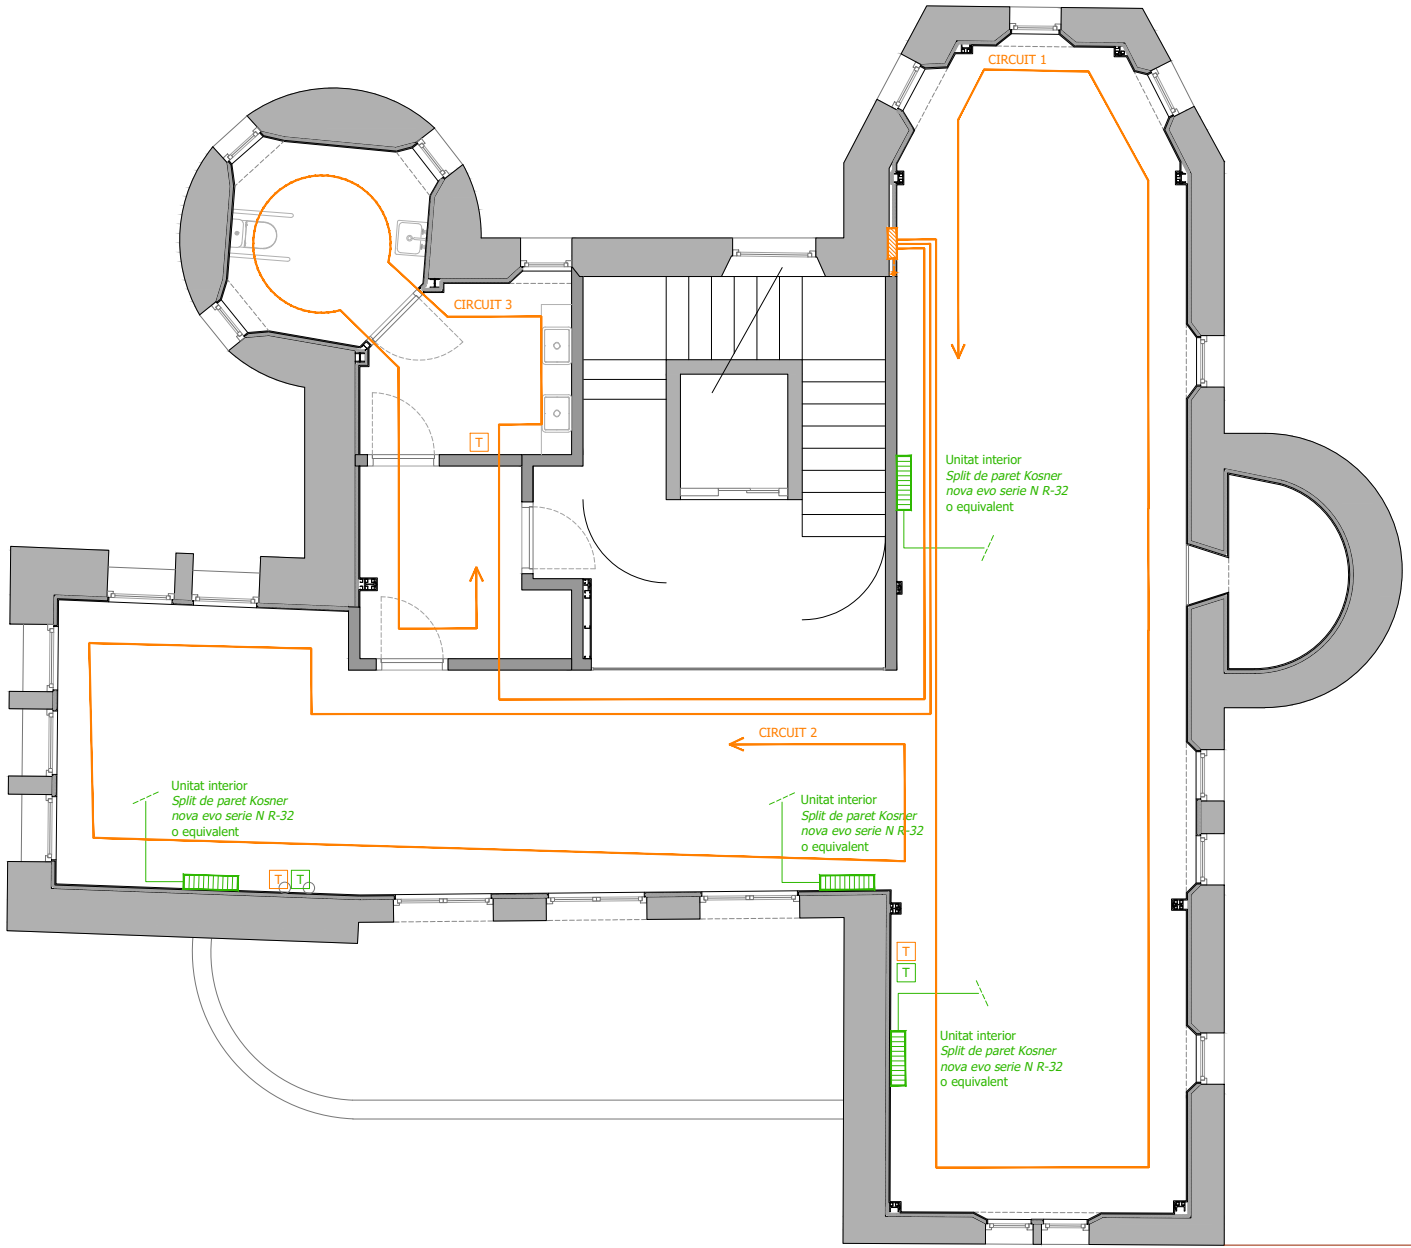 CIRCUIT 1
CIRCUIT 3
T
Unitat interior
Split de paret Kosner
nova evo serie N R-32
o equivalent
CIRCUIT 2
Unitat interior
Split de paret Kosner
nova evo serie N R-32
o equivalent
Unitat interior
Split de paret Kosner
nova evo serie N R-32
o equivalent
T T
T
T
Unitat interior
Split de paret Kosner
nova evo serie N R-32
o equivalent